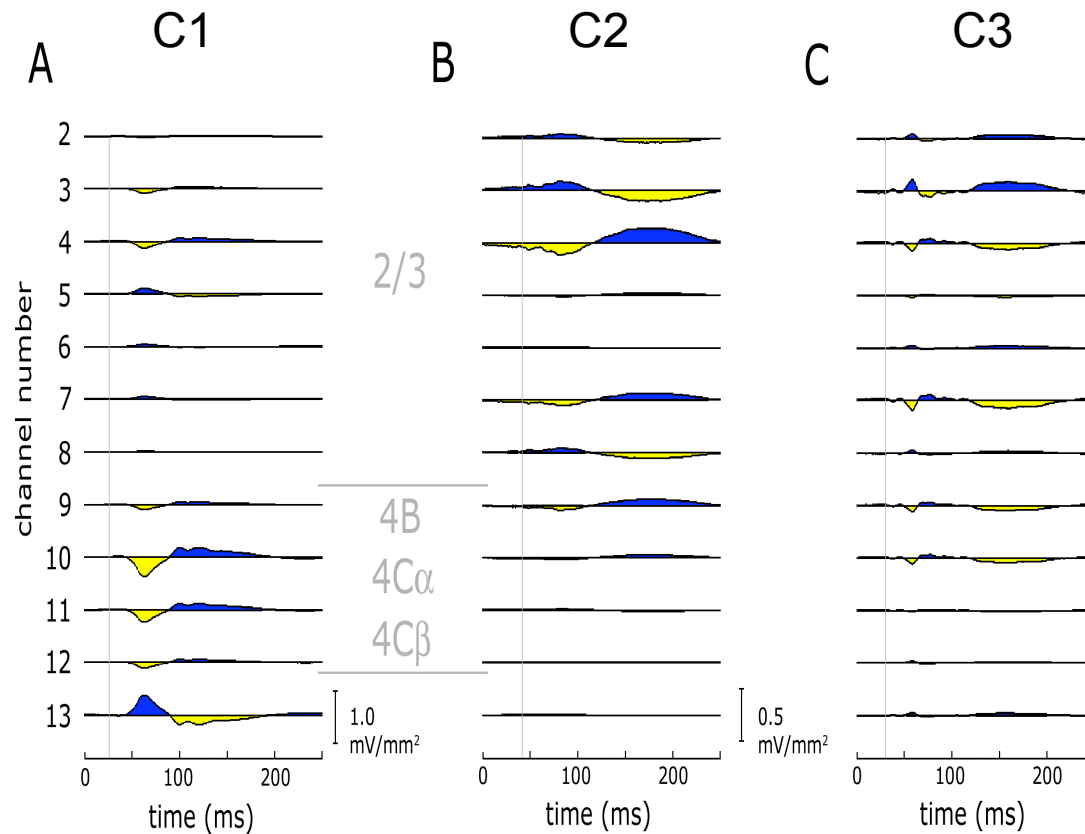 C1
C2
C3
A
B
C
channel number
2
3
4
5
6
7
8
9
10
11
12
13
2/3
4B
4Cα
4Cβ
1.0
mV/mm²
0.5
mV/mm²
0 100 200
0 100 200
0 100 200
time (ms)
time (ms)
time (ms)